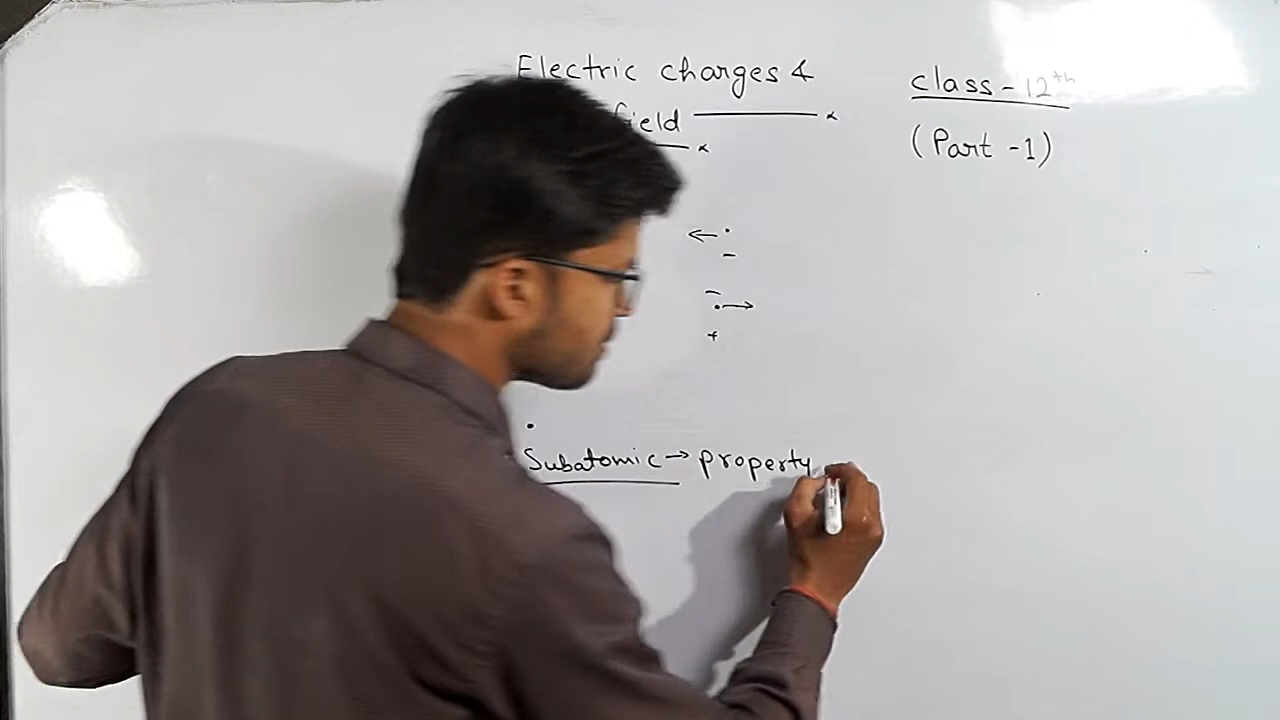 Electric charges &
field
class - 12th
(Part - 1)
← .
-
-
. →
+
.
Subatomic → property